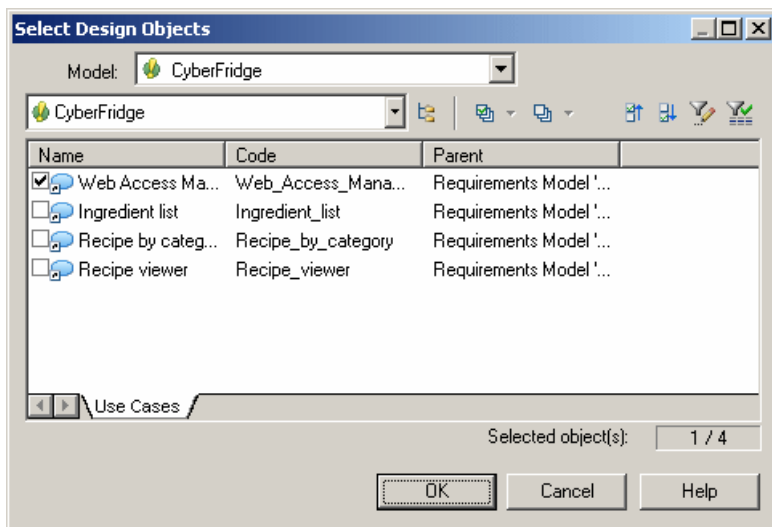 Select Design Objects
Model: CyberFridge
CyberFridge
Name Code Parent
Web Access Ma... Web_Access_Mana... Requirements Model '...
Ingredient list Ingredient_list Requirements Model '...
Recipe by categ... Recipe_by_category Requirements Model '...
Recipe viewer Recipe_viewer Requirements Model '...
Use Cases
Selected object(s): 1 / 4
OK Cancel Help